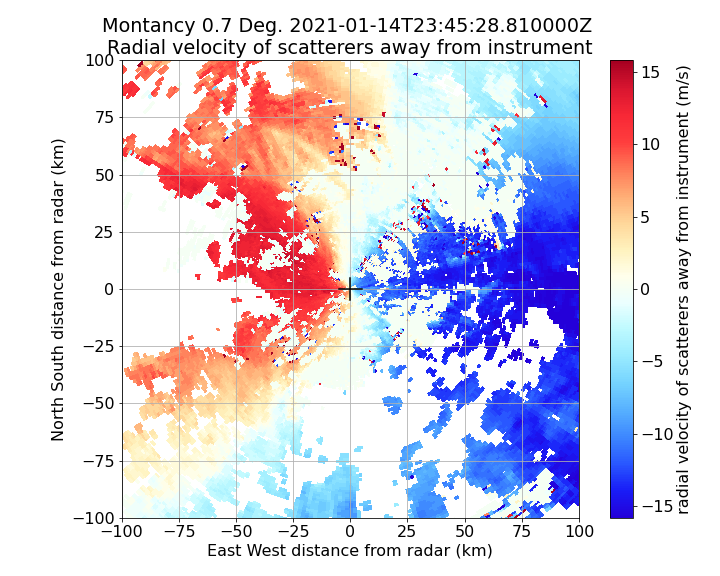 Montancy 0.7 Deg. 2021-01-14T23:45:28.810000Z
Radial velocity of scatterers away from instrument
100
75
50
25
0
−25
−50
−75
−100
North South distance from radar (km)
−100 −75 −50 −25 0 25 50 75 100
East West distance from radar (km)
15
10
5
0
−5
−10
−15
radial velocity of scatterers away from instrument (m/s)